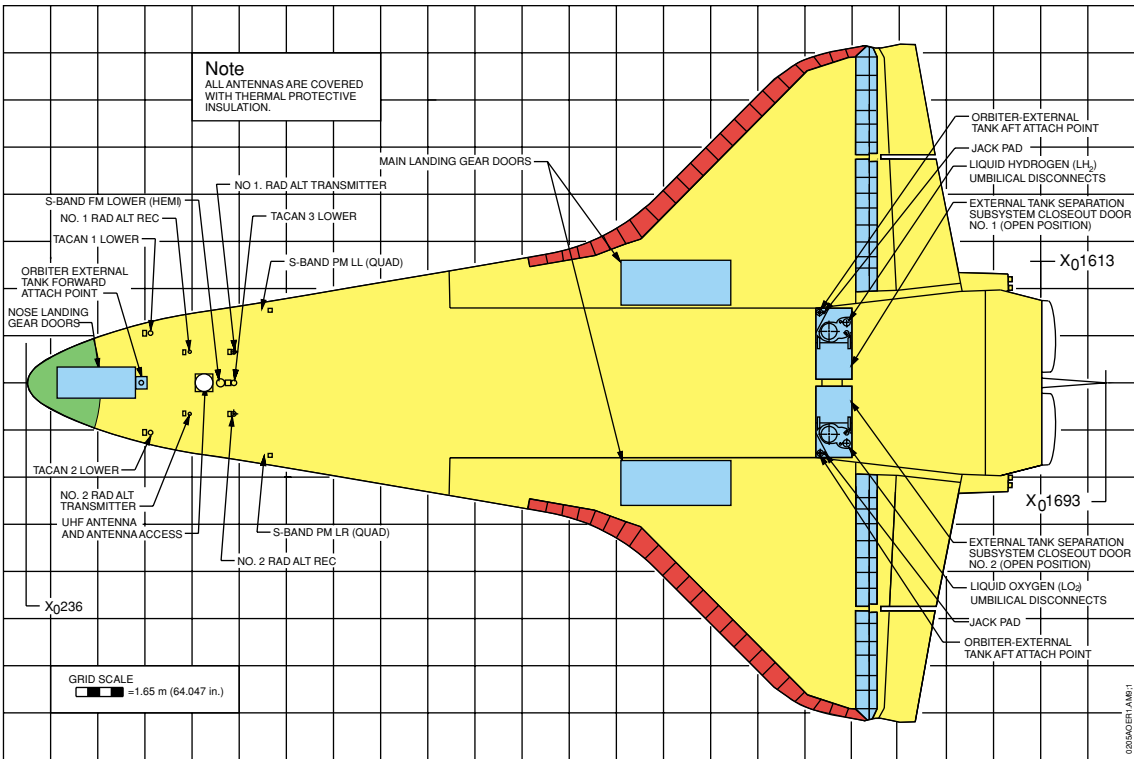 Note
ALL ANTENNAS ARE COVERED
WITH THERMAL PROTECTIVE
INSULATION.
MAIN LANDING GEAR DOORS
NO 1. RAD ALT TRANSMITTER
S-BAND FM LOWER (HEMI)
NO. 1 RAD ALT REC
TACAN 3 LOWER
TACAN 1 LOWER
S-BAND PM LL (QUAD)
ORBITER EXTERNAL
TANK FORWARD
ATTACH POINT
NOSE LANDING
GEAR DOORS
ORBITER-EXTERNAL
TANK AFT ATTACH POINT
JACK PAD
LIQUID HYDROGEN (LH2)
UMBILICAL DISCONNECTS
EXTERNAL TANK SEPARATION
SUBSYSTEM CLOSEOUT DOOR
NO. 1 (OPEN POSITION)
X01613
TACAN 2 LOWER
NO. 2 RAD ALT
TRANSMITTER
UHF ANTENNA
AND ANTENNA ACCESS
S-BAND PM LR (QUAD)
NO. 2 RAD ALT REC
X0236
X01693
EXTERNAL TANK SEPARATION
SUBSYSTEM CLOSEOUT DOOR
NO. 2 (OPEN POSITION)
LIQUID OXYGEN (LO2)
UMBILICAL DISCONNECTS
JACK PAD
ORBITER-EXTERNAL
TANK AFT ATTACH POINT
GRID SCALE
=1.65 m (64.047 in.)